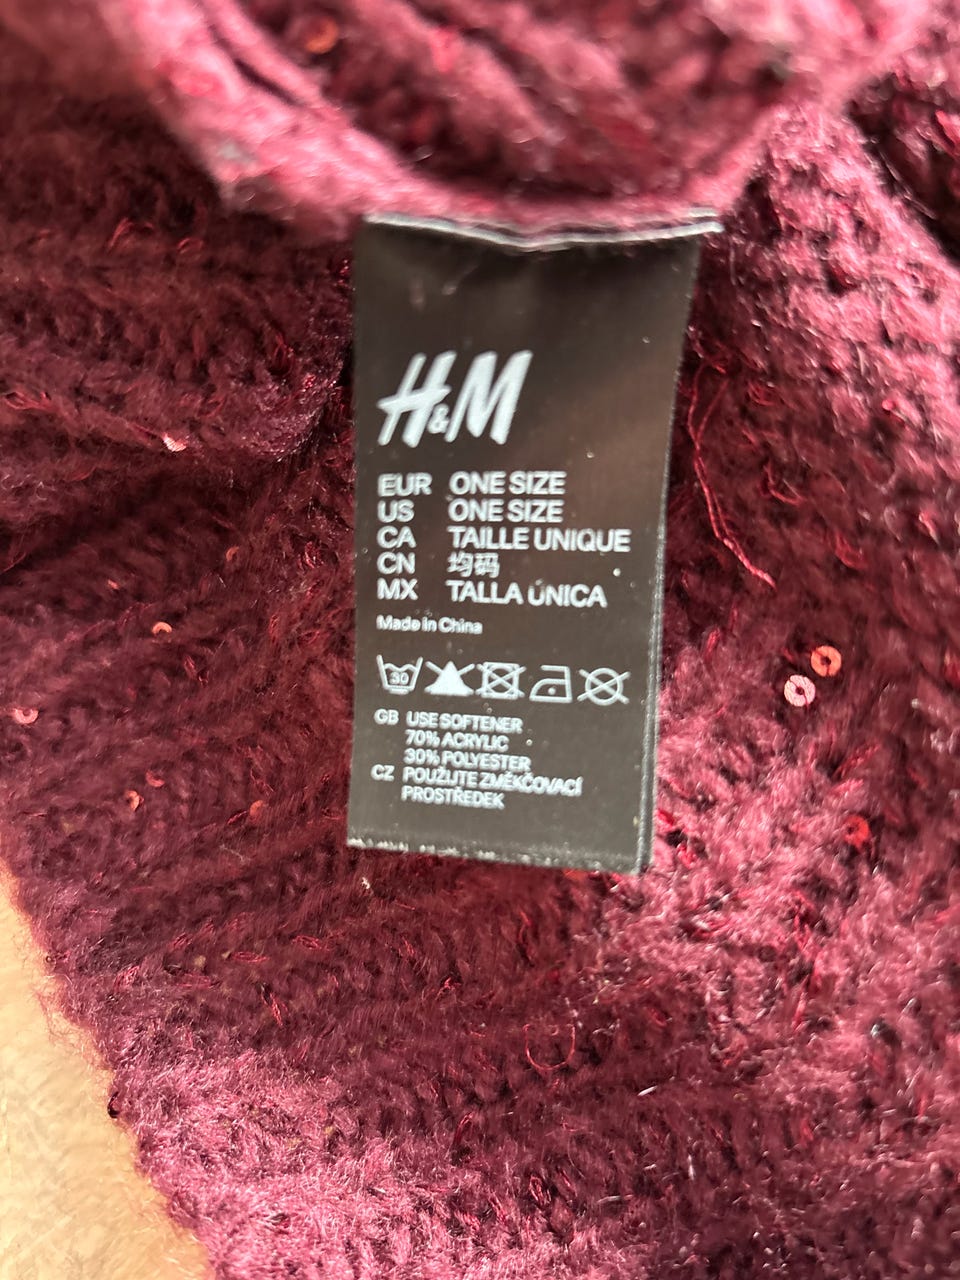 H&M
EUR ONE SIZE
US ONE SIZE
CA TAILLE UNIQUE
CN 均码
MX TALLA ÚNICA
Made in China
30
GB USE SOFTENER
70% ACRYLIC
30% POLYESTER
CZ POUŽIJTE ZMĚKČOVACÍ
PROSTŘEDEK